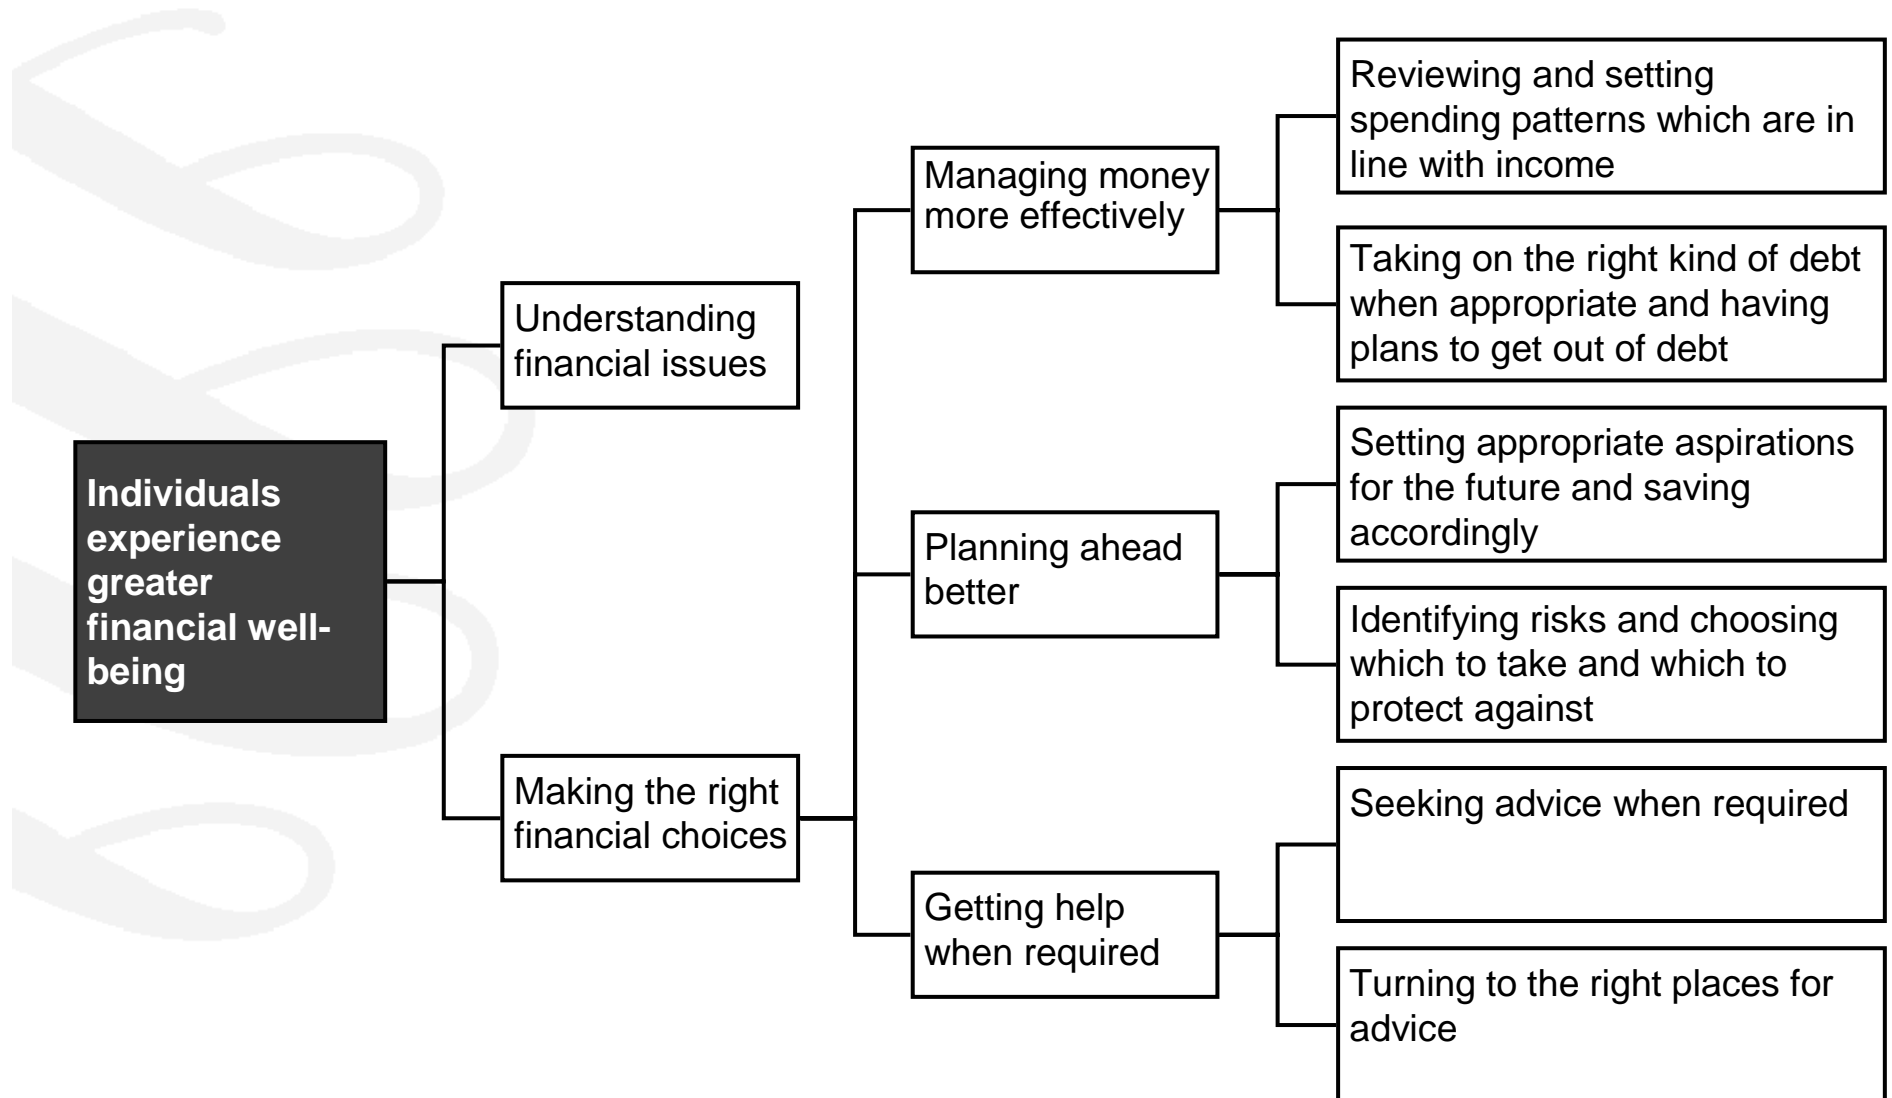 Individuals
experience
greater
financial well-
being
Understanding
financial issues
Making the right
financial choices
Managing money
more effectively
Planning ahead
better
Getting help
when required
Reviewing and setting
spending patterns which are in
line with income
Taking on the right kind of debt
when appropriate and having
plans to get out of debt
Setting appropriate aspirations
for the future and saving
accordingly
Identifying risks and choosing
which to take and which to
protect against
Seeking advice when required
Turning to the right places for
advice